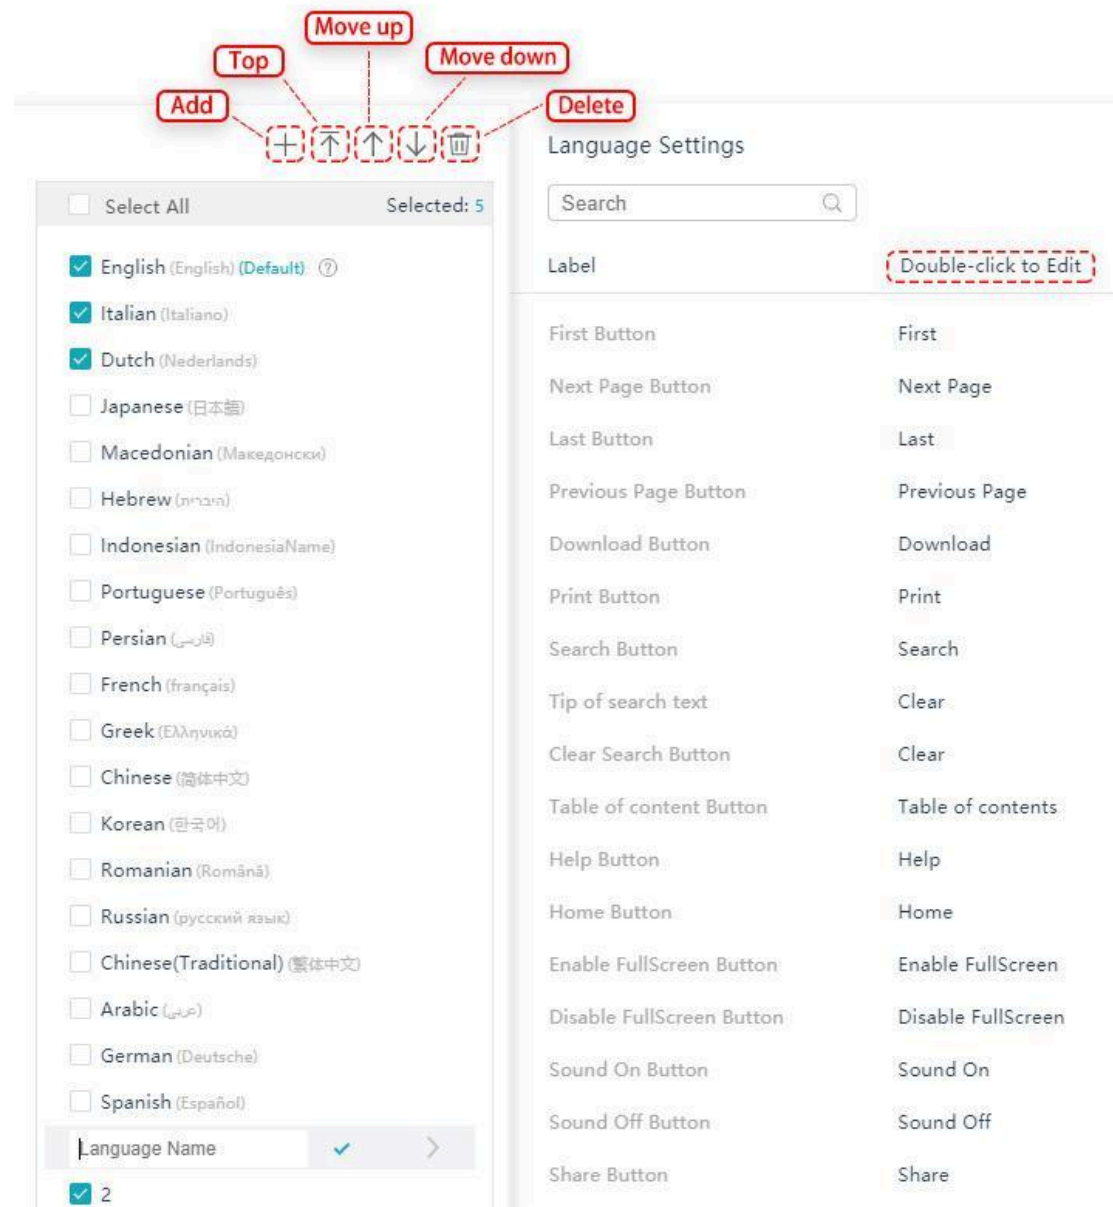 Move up
Top
Move down
Add
Delete
Language Settings
Select All
Selected: 5
Search
English (English) (Default)
Italian (Italiano)
Dutch (Nederlands)
Japanese (日本語)
Macedonian (Македонски)
Hebrew (היברית)
Indonesian (IndonesiaName)
Portuguese (Português)
Persian (فارسی)
French (français)
Greek (Ελληνικά)
Chinese (简体中文)
Korean (한국어)
Romanian (Română)
Russian (русский язык)
Chinese(Traditional) (繁体中文)
Arabic (عربي)
German (Deutsche)
Spanish (Español)
Language Name
2
Label Double-click to Edit
First Button First
Next Page Button Next Page
Last Button Last
Previous Page Button Previous Page
Download Button Download
Print Button Print
Search Button Search
Tip of search text Clear
Clear Search Button Clear
Table of content Button Table of contents
Help Button Help
Home Button Home
Enable FullScreen Button Enable FullScreen
Disable FullScreen Button Disable FullScreen
Sound On Button Sound On
Sound Off Button Sound Off
Share Button Share